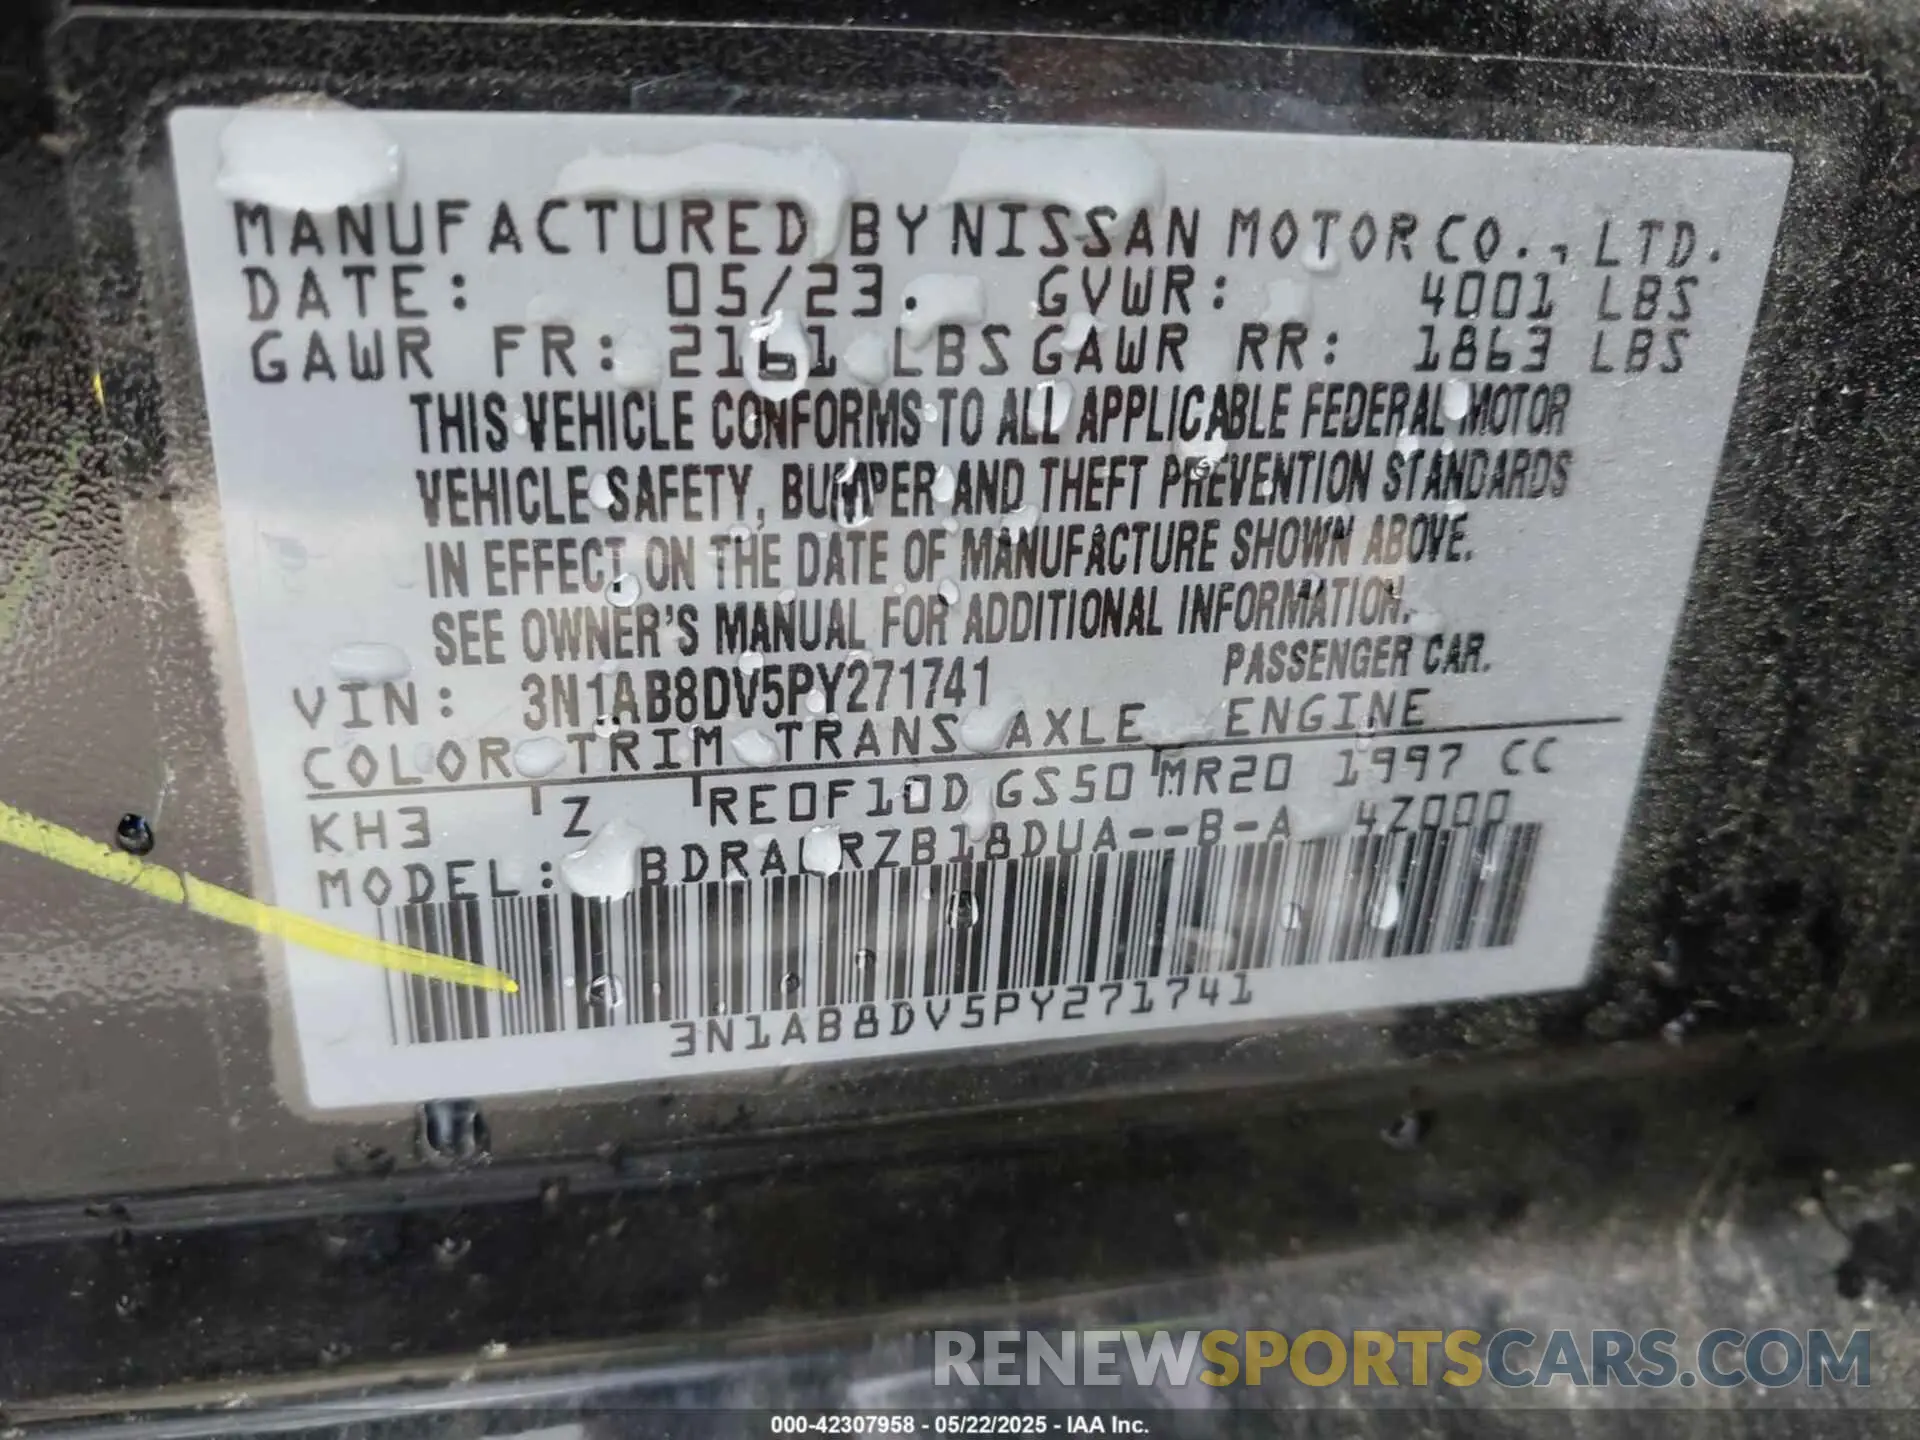 MANUFACTURED BY NISSAN MOTOR CO., LTD.
DATE: 05/23. GVWR: 4001 LBS
GAWR FR: 2161 LBS GAWR RR: 1863 LBS
THIS VEHICLE CONFORMS TO ALL APPLICABLE FEDERAL MOTOR
VEHICLE SAFETY, BUMPER AND THEFT PREVENTION STANDARDS
IN EFFECT ON THE DATE OF MANUFACTURE SHOWN ABOVE.
SEE OWNER'S MANUAL FOR ADDITIONAL INFORMATION.
VIN: 3N1AB8DV5PY271741 PASSENGER CAR.
COLOR TRIM TRANS AXLE ENGINE
KH3 Z RE0F10D GS50 MR20 1997 CC
MODEL: BDRALRZB18DUA--B-A 4Z000
3N1AB8DV5PY271741
RENEWSPORTSCARS.COM
000-42307958 - 05/22/2025 - IAA Inc.